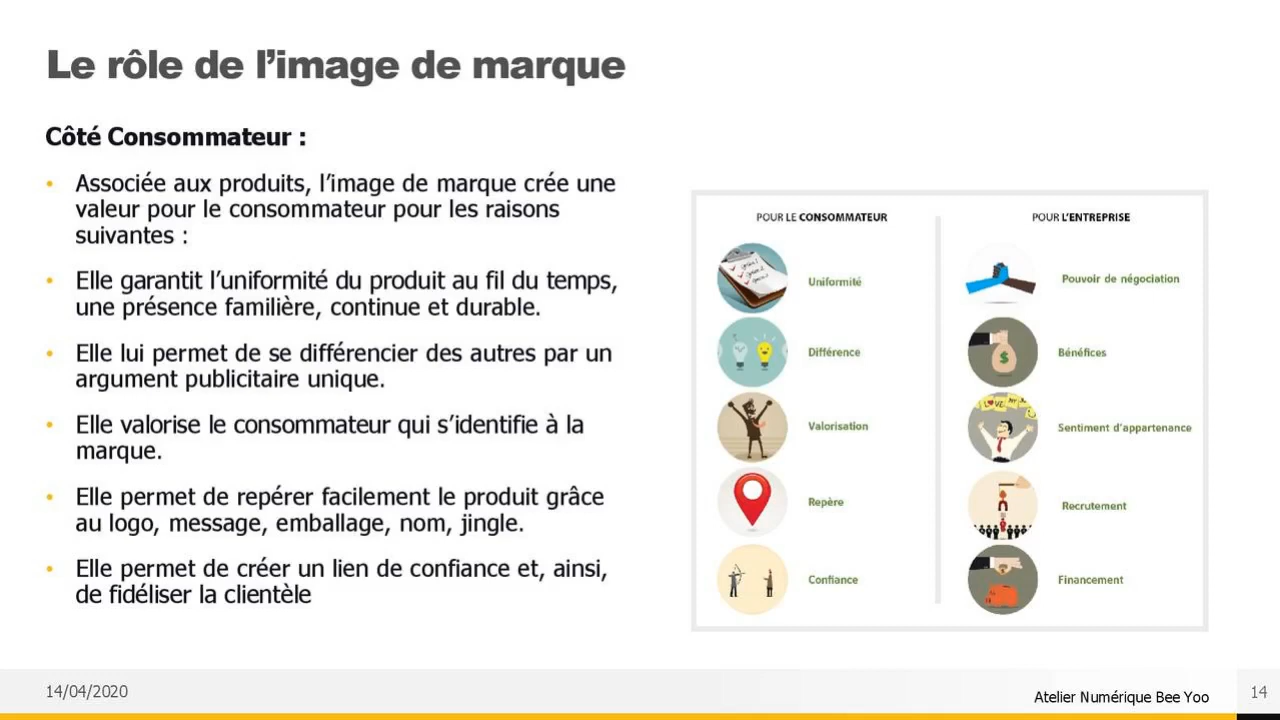 Le rôle de l’image de marque
Côté Consommateur :
• Associée aux produits, l’image de marque crée une
valeur pour le consommateur pour les raisons
suivantes :
• Elle garantit l’uniformité du produit au fil du temps,
une présence familière, continue et durable.
• Elle lui permet de se différencier des autres par un
argument publicitaire unique.
• Elle valorise le consommateur qui s’identifie à la
marque.
• Elle permet de repérer facilement le produit grâce
au logo, message, emballage, nom, jingle.
• Elle permet de créer un lien de confiance et, ainsi,
de fidéliser la clientèle
POUR LE CONSOMMATEUR
Uniformité
Différence
Valorisation
Repère
Confiance
POUR L’ENTREPRISE
Pouvoir de négociation
Bénéfices
$
LOVE
Sentiment d’appartenance
Recrutement
Financement
14/04/2020
Atelier Numérique Bee Yoo
14